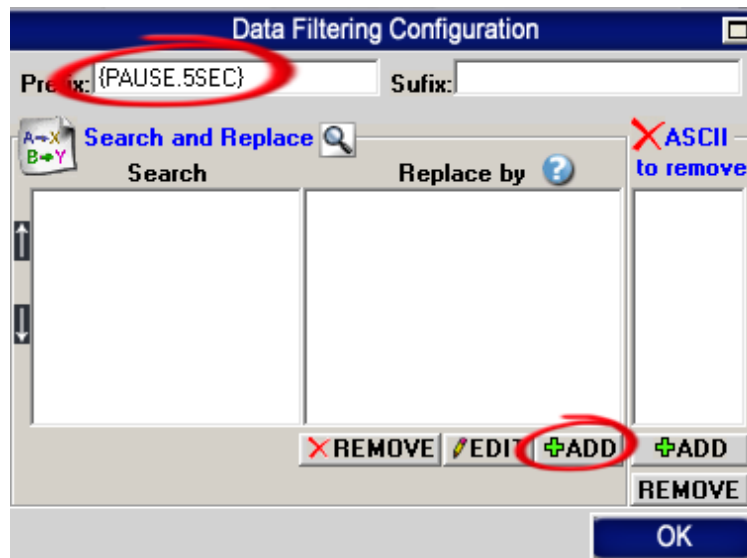 Data Filtering Configuration
Prefix: {PAUSE.5SEC} Sufix:
A→X B→Y Search and Replace ASCII to remove
Search Replace by ?
REMOVE EDIT ADD ADD
REMOVE
OK